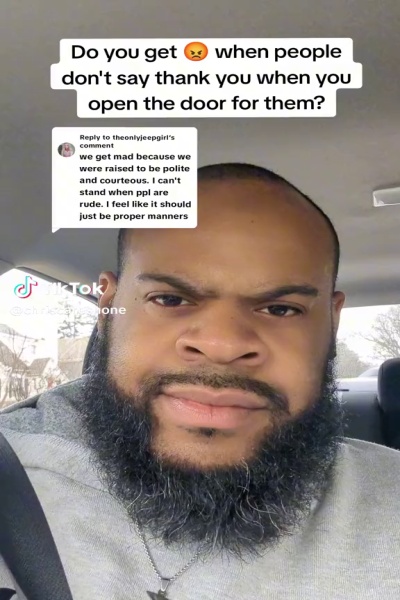 Do you get 😡 when people
don't say thank you when you
open the door for them?
Reply to theonlyjeepgirl's
comment
we get mad because we
were raised to be polite
and courteous. I can't
stand when ppl are
rude. I feel like it should
just be proper manners
TikTok